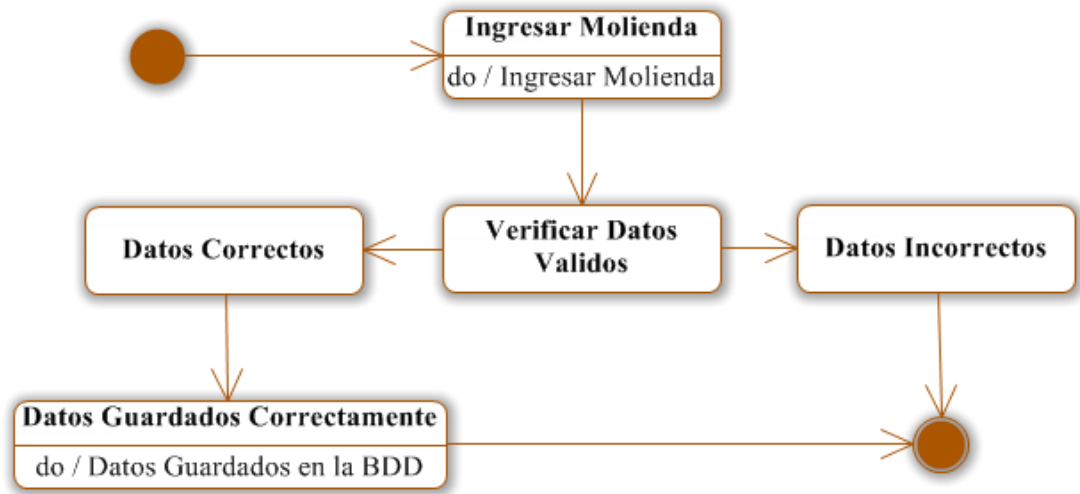 Ingresar Molienda
do / Ingresar Molienda
Datos Correctos
Verificar Datos
Validos
Datos Incorrectos
Datos Guardados Correctamente
do / Datos Guardados en la BDD